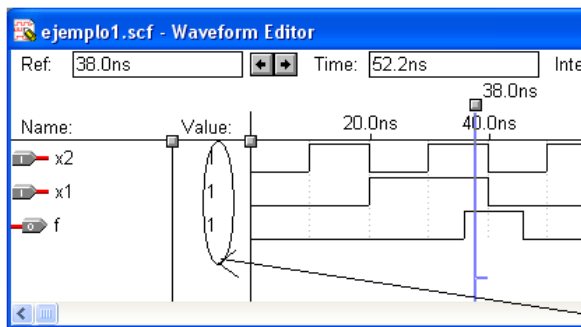 ejemplo1.scf - Waveform Editor
Ref: 38.0ns Time: 52.2ns Inte
38.0ns
Name: Value: 20.0ns 40.0ns
I x2 1
I x1 1
O f 1